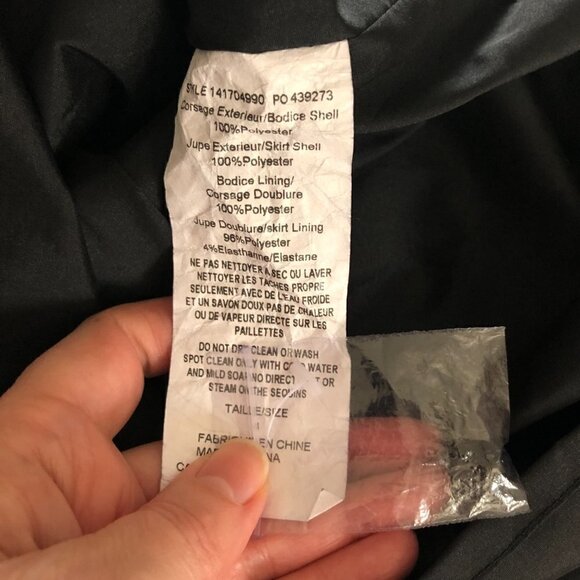 STYLE 141704990 PO 439273
Corsage Exterieur/Bodice Shell
100%Polyester
Jupe Exterieur/Skirt Shell
100%Polyester
Bodice Lining/
Corsage Doublure
100%Polyester
Jupe Doublure/skirt Lining
96%Polyester
4%Elasthanne/Elastane
NE PAS NETTOYER A SEC OU LAVER
NETTOYER LES TACHES PROPRE
SEULEMENT AVEC DE L'EAU FROIDE
ET UN SAVON DOUX PAS DE CHALEUR
OU DE VAPEUR DIRECTE SUR LES
PAILLETTES
DO NOT DRY CLEAN OR WASH
SPOT CLEAN ONLY WITH COLD WATER
AND MILD SOAP NO DIRECT OR
STEAM ON THE SEQUINS
TAILLE/SIZE
FABRIQUE EN CHINE